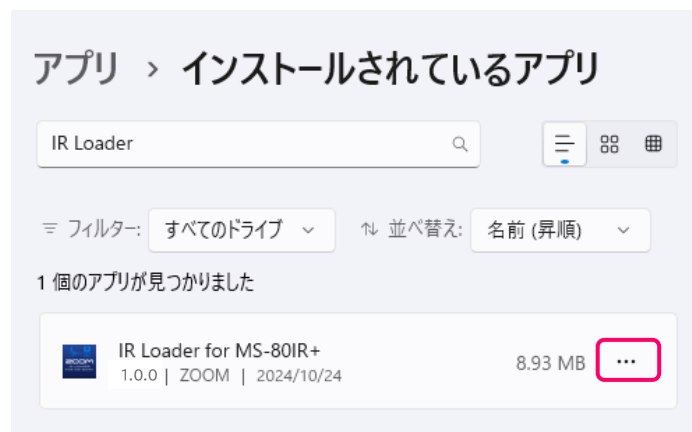 アプリ › インストールされているアプリ
IR Loader
フィルター: すべてのドライブ 並べ替え: 名前 (昇順)
1 個のアプリが見つかりました
IR Loader for MS-80IR+
1.0.0 | ZOOM | 2024/10/24
8.93 MB
ZOOM